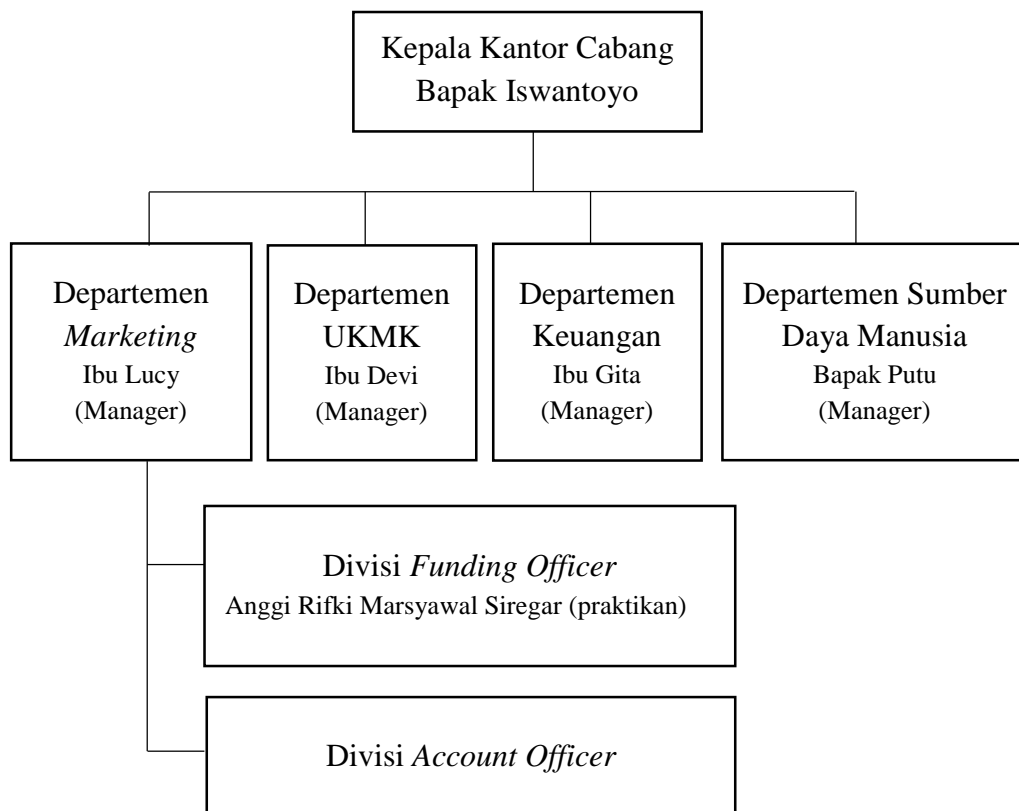 Kepala Kantor Cabang
Bapak Iswantoyo
Departemen
Marketing
Ibu Lucy
(Manager)
Departemen
UKMK
Ibu Devi
(Manager)
Departemen
Keuangan
Ibu Gita
(Manager)
Departemen Sumber
Daya Manusia
Bapak Putu
(Manager)
Divisi Funding Officer
Anggi Rifki Marsyawal Siregar (praktikan)
Divisi Account Officer